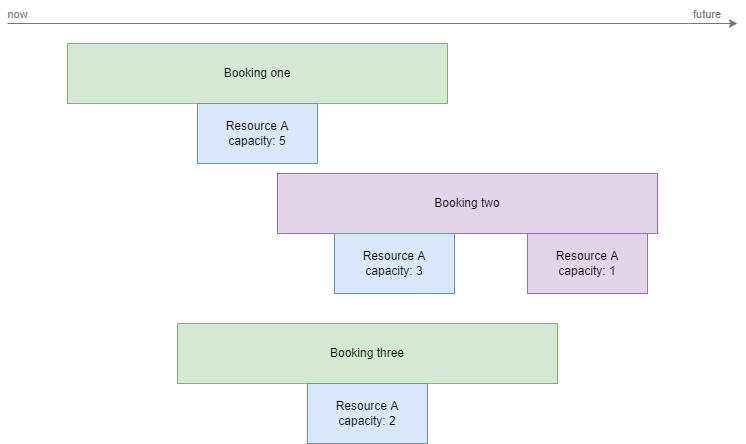 now
future
Booking one
Resource A
capacity: 5
Booking two
Resource A
capacity: 3
Resource A
capacity: 1
Booking three
Resource A
capacity: 2